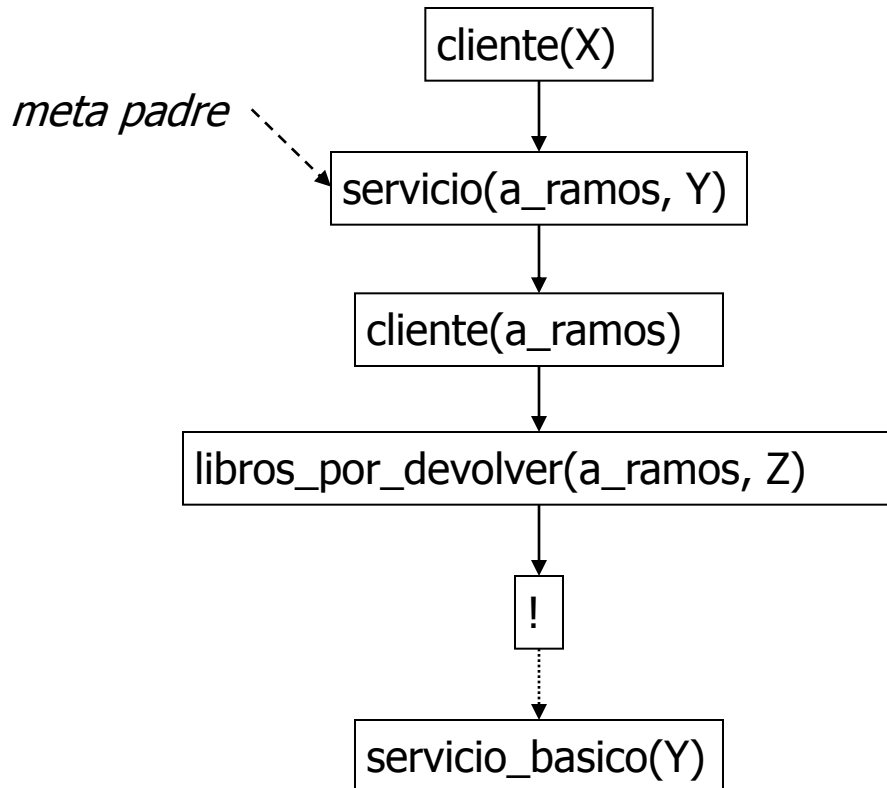 cliente(X)
meta padre
servicio(a_ramos, Y)
cliente(a_ramos)
libros_por_devolver(a_ramos, Z)
!
servicio_basico(Y)